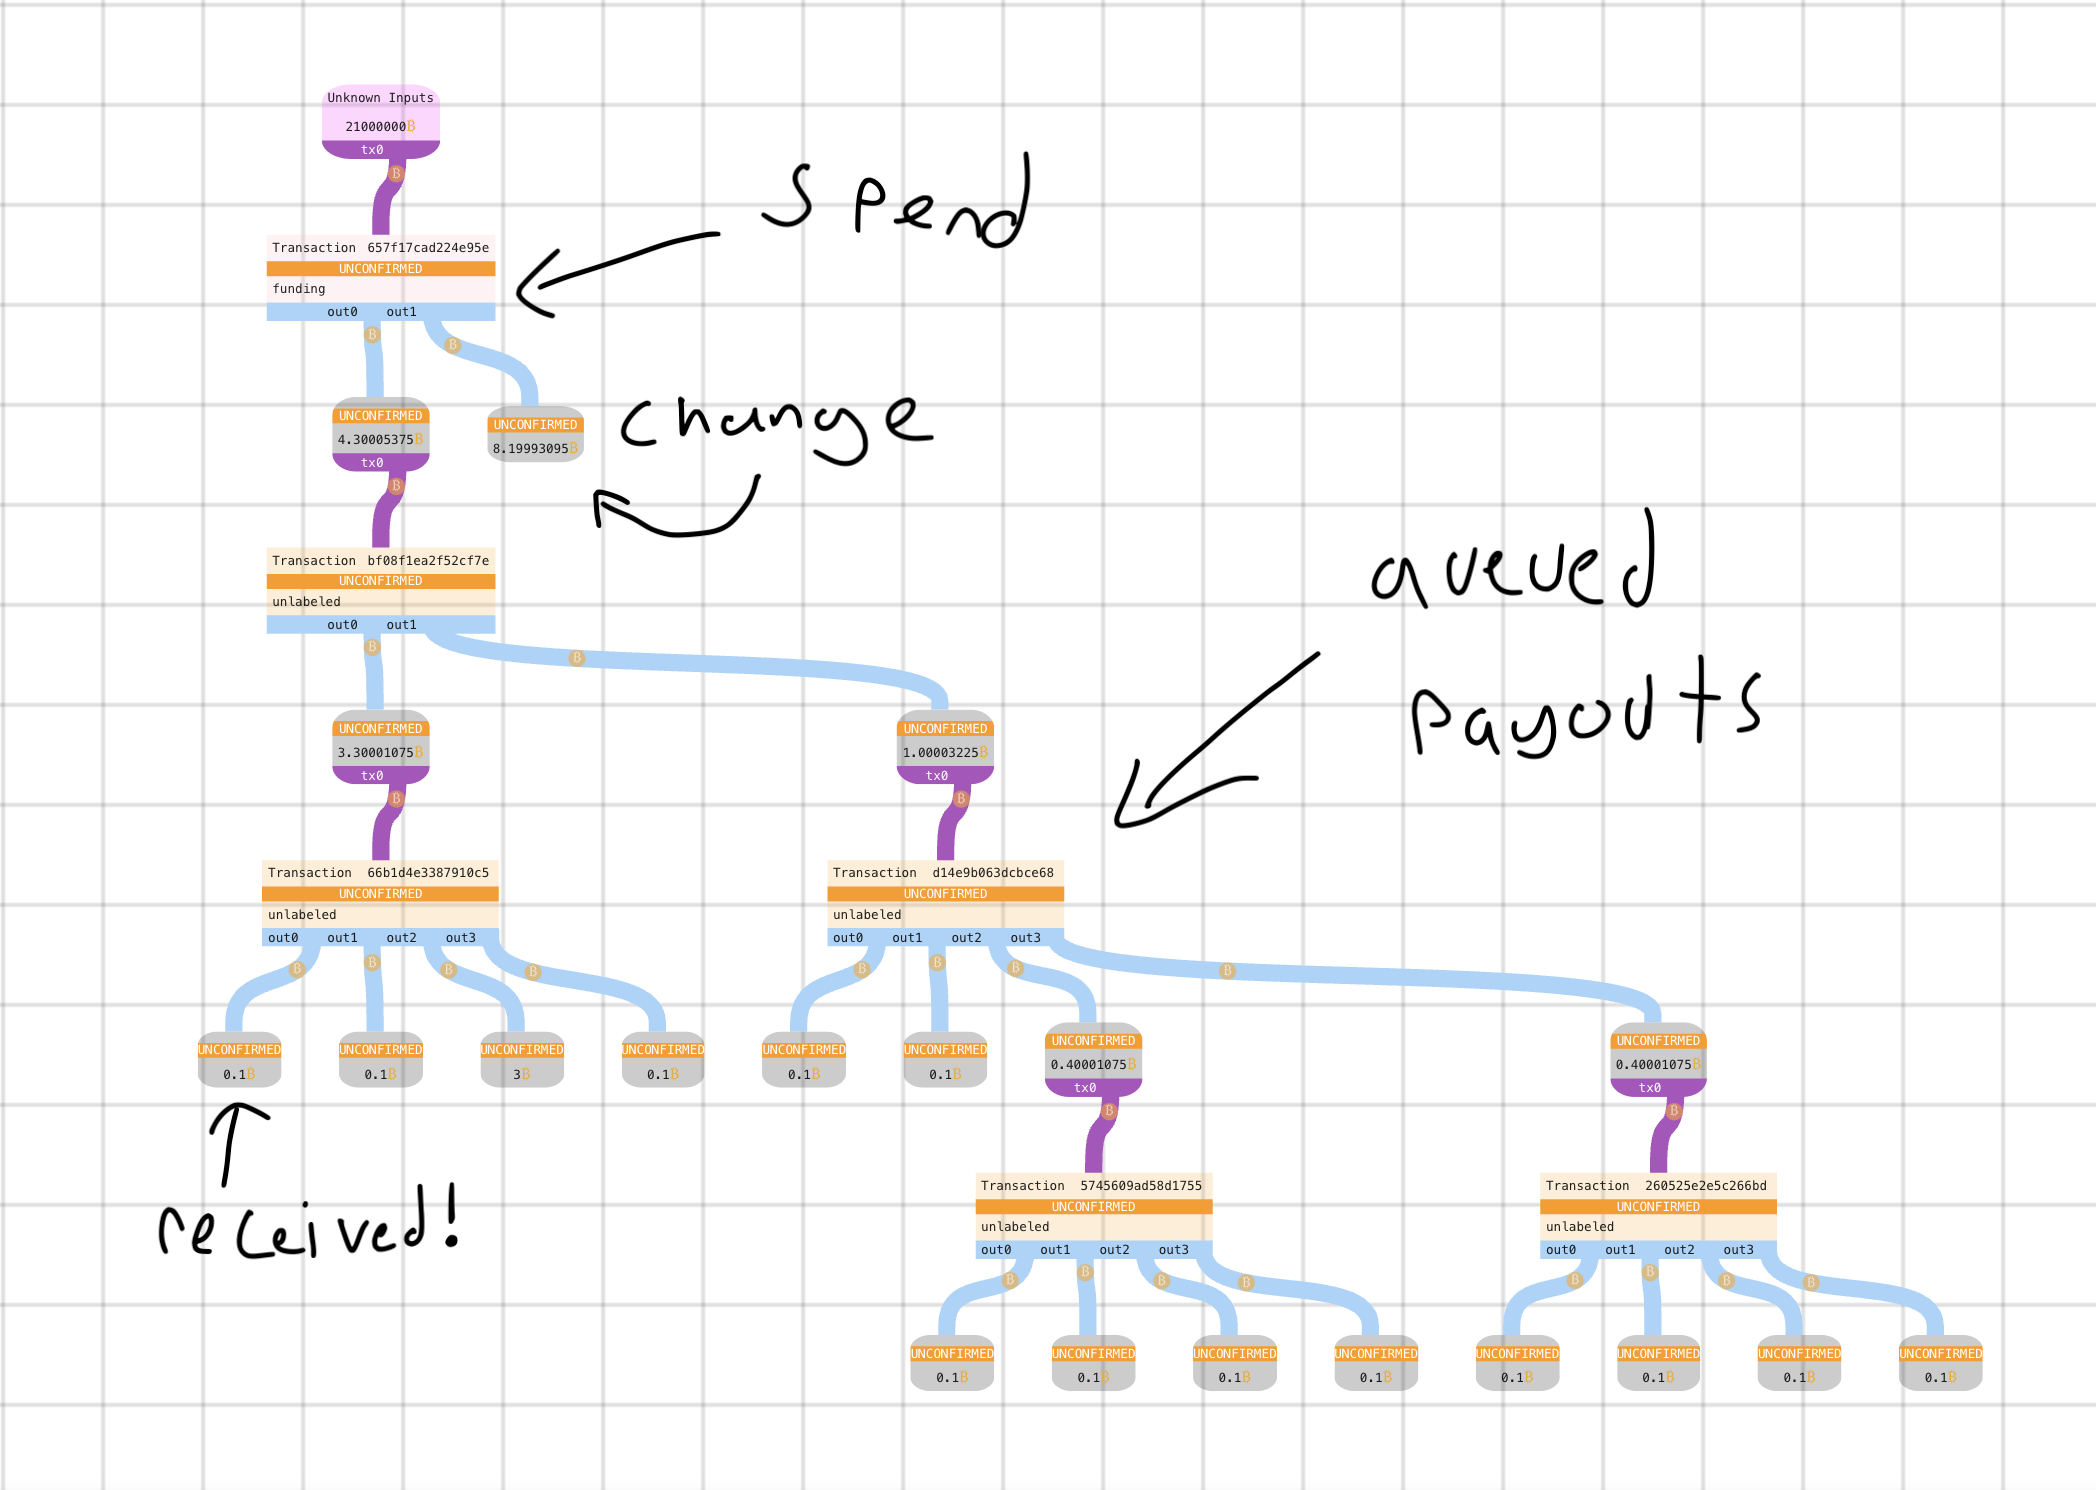 Unknown Inputs
21000000₿
tx0
₿
Transaction 657f17cad224e95e
UNCONFIRMED
funding
out0 out1
₿ ₿
Spend
UNCONFIRMED
4.30005375₿
tx0
₿
UNCONFIRMED
8.19993095₿
change
Transaction bf08f1ea2f52cf7e
UNCONFIRMED
unlabeled
out0 out1
₿ ₿
queued
payouts
UNCONFIRMED
3.30001075₿
tx0
₿
UNCONFIRMED
1.00003225₿
tx0
₿
Transaction 66b1d4e3387910c5
UNCONFIRMED
unlabeled
out0 out1 out2 out3
₿ ₿ ₿ ₿
Transaction d14e9b063dcbce68
UNCONFIRMED
unlabeled
out0 out1 out2 out3
₿ ₿ ₿ ₿
UNCONFIRMED
0.1₿
UNCONFIRMED
0.1₿
UNCONFIRMED
3₿
UNCONFIRMED
0.1₿
UNCONFIRMED
0.1₿
UNCONFIRMED
0.1₿
UNCONFIRMED
0.40001075₿
tx0
₿
UNCONFIRMED
0.40001075₿
tx0
₿
received!
Transaction 5745609ad58d1755
UNCONFIRMED
unlabeled
out0 out1 out2 out3
₿ ₿ ₿ ₿
Transaction 260525e2e5c266bd
UNCONFIRMED
unlabeled
out0 out1 out2 out3
₿ ₿ ₿ ₿
UNCONFIRMED
0.1₿
UNCONFIRMED
0.1₿
UNCONFIRMED
0.1₿
UNCONFIRMED
0.1₿
UNCONFIRMED
0.1₿
UNCONFIRMED
0.1₿
UNCONFIRMED
0.1₿
UNCONFIRMED
0.1₿